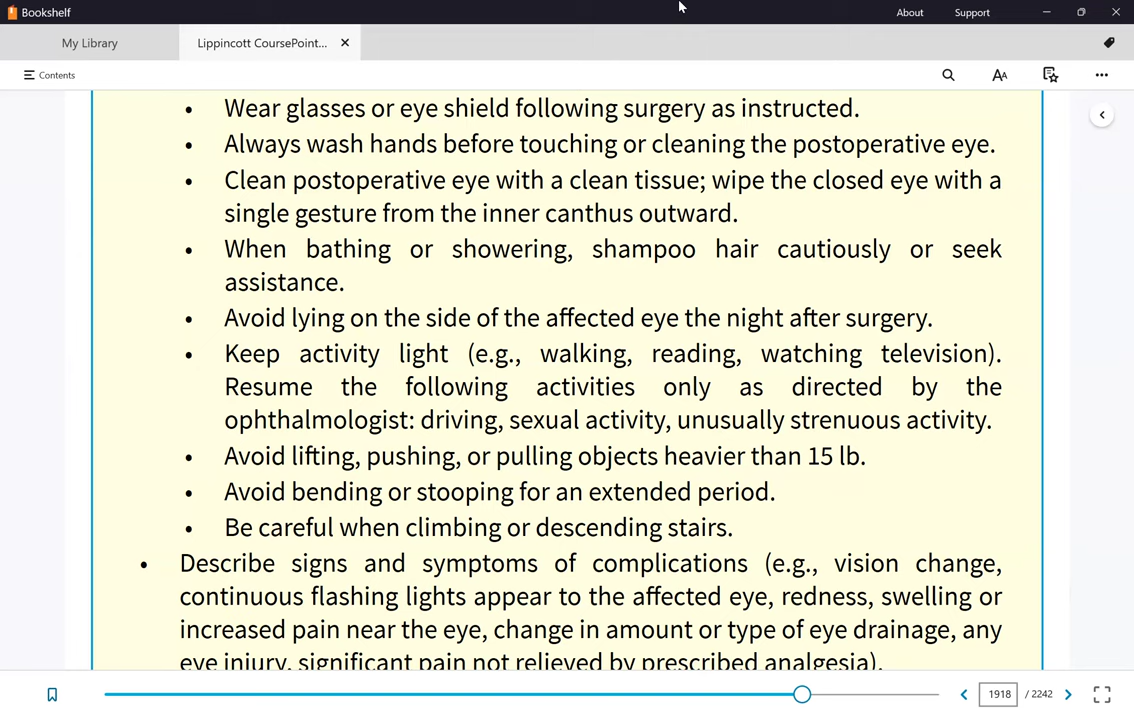 Bookshelf
About
Support
My Library
Lippincott CoursePoint...
Contents
• Wear glasses or eye shield following surgery as instructed.
• Always wash hands before touching or cleaning the postoperative eye.
• Clean postoperative eye with a clean tissue; wipe the closed eye with a
single gesture from the inner canthus outward.
• When bathing or showering, shampoo hair cautiously or seek
assistance.
• Avoid lying on the side of the affected eye the night after surgery.
• Keep activity light (e.g., walking, reading, watching television).
Resume the following activities only as directed by the
ophthalmologist: driving, sexual activity, unusually strenuous activity.
• Avoid lifting, pushing, or pulling objects heavier than 15 lb.
• Avoid bending or stooping for an extended period.
• Be careful when climbing or descending stairs.
• Describe signs and symptoms of complications (e.g., vision change,
continuous flashing lights appear to the affected eye, redness, swelling or
increased pain near the eye, change in amount or type of eye drainage, any
eye injury, significant pain not relieved by prescribed analgesia).
1918 / 2242